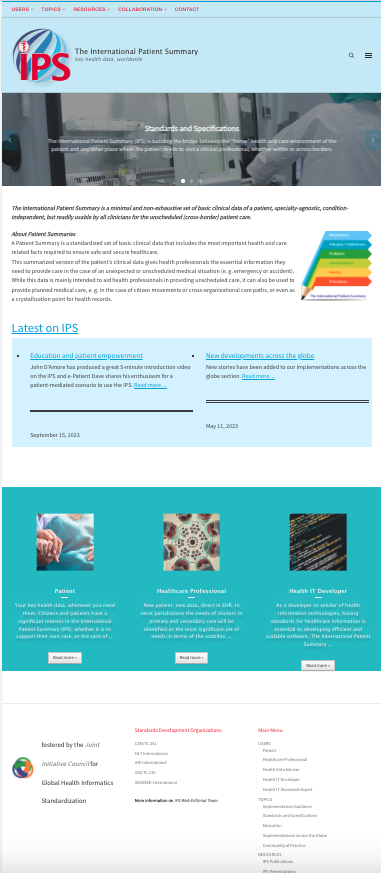 USERS TOPICS RESOURCES COLLABORATION CONTACT
IPS
The International Patient Summary
key health data, worldwide
Standards and Specifications
The International Patient Summary (IPS) is building the bridge between the "home" health and care environment of the
patient and any other place where the patient needs to start a clinical professional, whether within or across borders.
The International Patient Summary is a minimal and non-exhaustive set of basic clinical data of a patient, specialty-agnostic, condition-
independent, but readily usable by all clinicians for the unscheduled (cross-border) patient care.
About Patient Summaries
A Patient Summary is a standardized set of basic clinical data that includes the most important health and care
related facts required to ensure safe and secure healthcare.
This summarized version of the patient's clinical data gives health professionals the essential information they
need to provide care in the case of an unexpected or unscheduled medical situation (e.g. emergency or accident).
While this data is mainly intended to aid health professionals in providing unscheduled care, it can also be used to
provide planned medical care, e. g. in the case of citizen movements or cross-organizational care paths, or even as
a crystallization point for health records.
Allergies & Intolerance
Problems
The International Patient Summary
Latest on IPS
Education and patient empowerment
John D'Amore has produced a great 5-minute introduction video
on the IPS and e-Patient Dave shares his enthusiasm for a
patient-mediated scenario to use the IPS. Read more...
September 15, 2023
New developments across the globe
New stories have been added to our Implementations across the
globe section. Read more...
May 11, 2023
Patient
Your key health data, whenever you need
them. Citizens and patients have a
significant interest in the International
Patient Summary (IPS), whether it is to
support their own care, or the care of ...
Read more »
Healthcare Professional
New patient, new data, direct in EHR. In
most jurisdictions the needs of doctors in
primary and secondary care will be
identified as the most significant set of
needs in terms of the usability ...
Read more »
Health IT Developer
As a developer or vendor of health
information technologies, having
standards for healthcare information is
essential to developing efficient and
scalable software. The International Patient
Summary ...
Read more »
fostered by the Joint
Initiative Council for
Global Health Informatics
Standardization
Standards Development Organizations
CEN/TC 251
HL7 International
IHE International
ISO/TC 215
SNOMED International
More information on IPS Web Editorial Team
Main Menu
USERS
Patient
Healthcare Professional
Health Data Advisor
Health IT Developer
Health IT Standards Expert
TOPICS
Implementation Guidance
Standards and Specifications
Education
Implementations across the Globe
Community of Practice
RESOURCES
IPS Publications
IPS Presentations